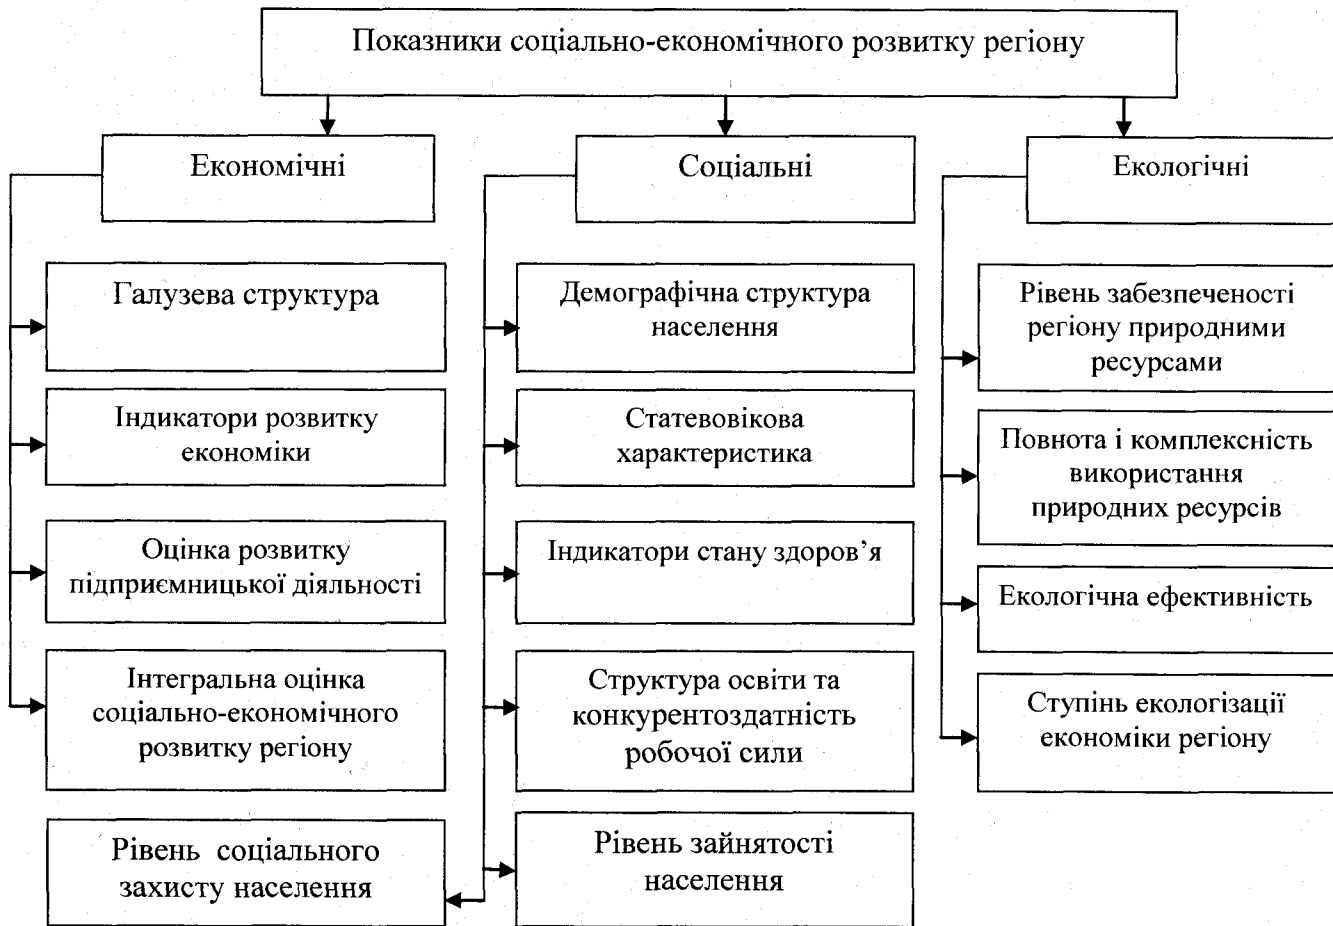 Показники соціально-економічного розвитку регіону
Економічні
Соціальні
Екологічні
Галузева структура
Індикатори розвитку
економіки
Оцінка розвитку
підприємницької діяльності
Інтегральна оцінка
соціально-економічного
розвитку регіону
Рівень соціального
захисту населення
Демографічна структура
населення
Статевовікова
характеристика
Індикатори стану здоров’я
Структура освіти та
конкурентоздатність
робочої сили
Рівень зайнятості
населення
Рівень забезпеченості
регіону природними
ресурсами
Повнота і комплексність
використання
природних ресурсів
Екологічна ефективність
Ступінь екологізації
економіки регіону